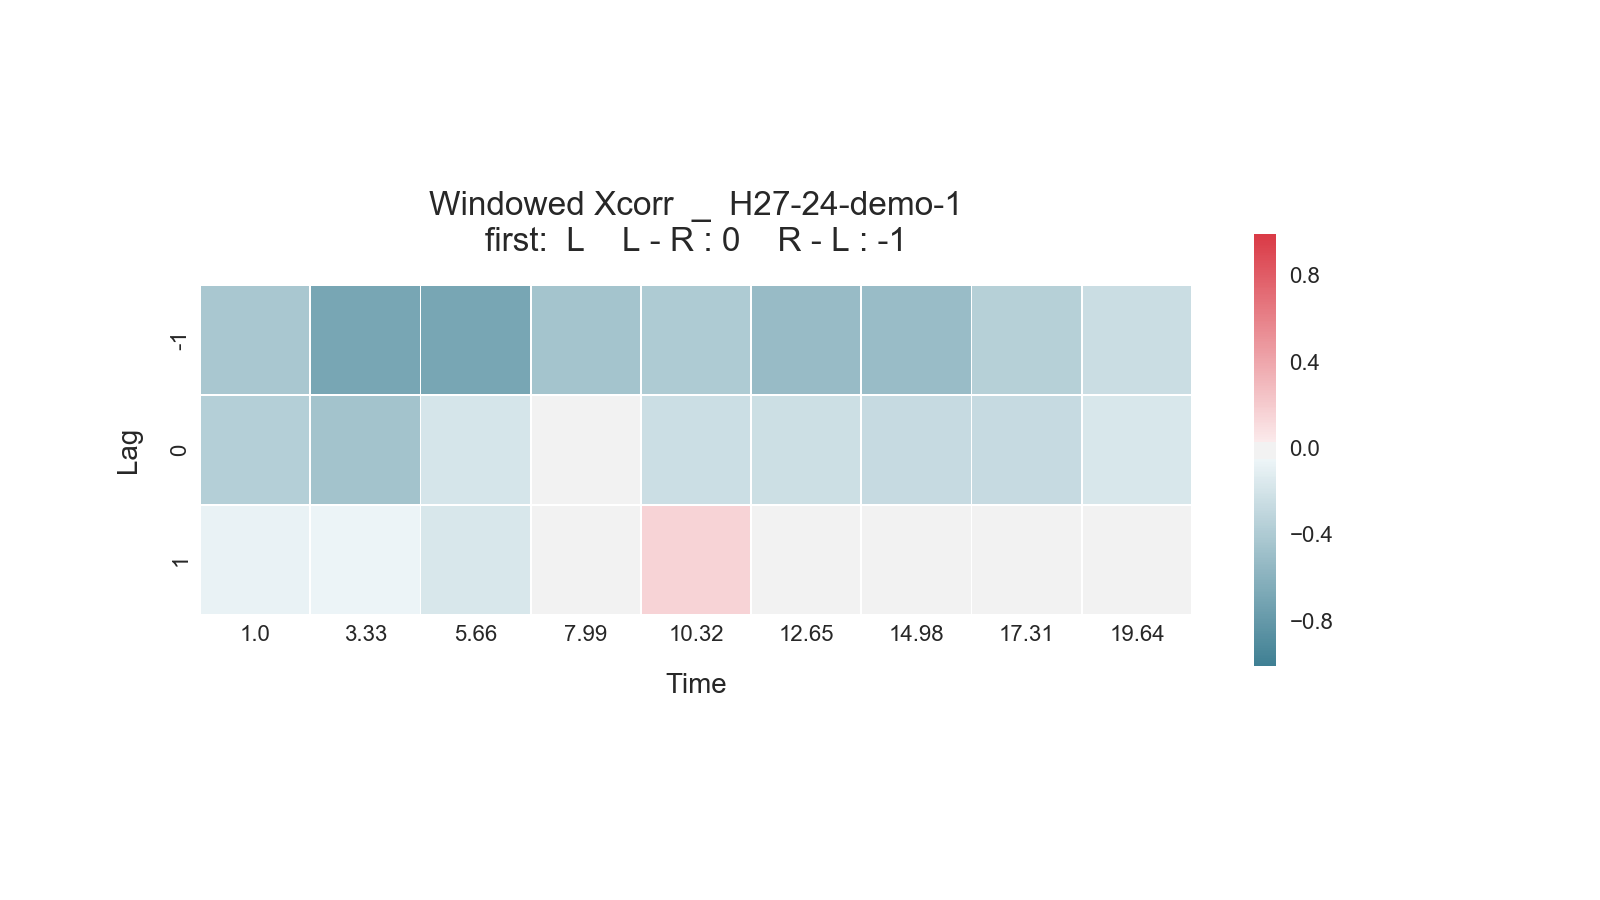 Windowed Xcorr _ H27-24-demo-1
first: L L - R : 0 R - L : -1
0.8
0.4
0.0
−0.4
−0.8
Lag
-1
0
1
1.0 3.33 5.66 7.99 10.32 12.65 14.98 17.31 19.64
Time